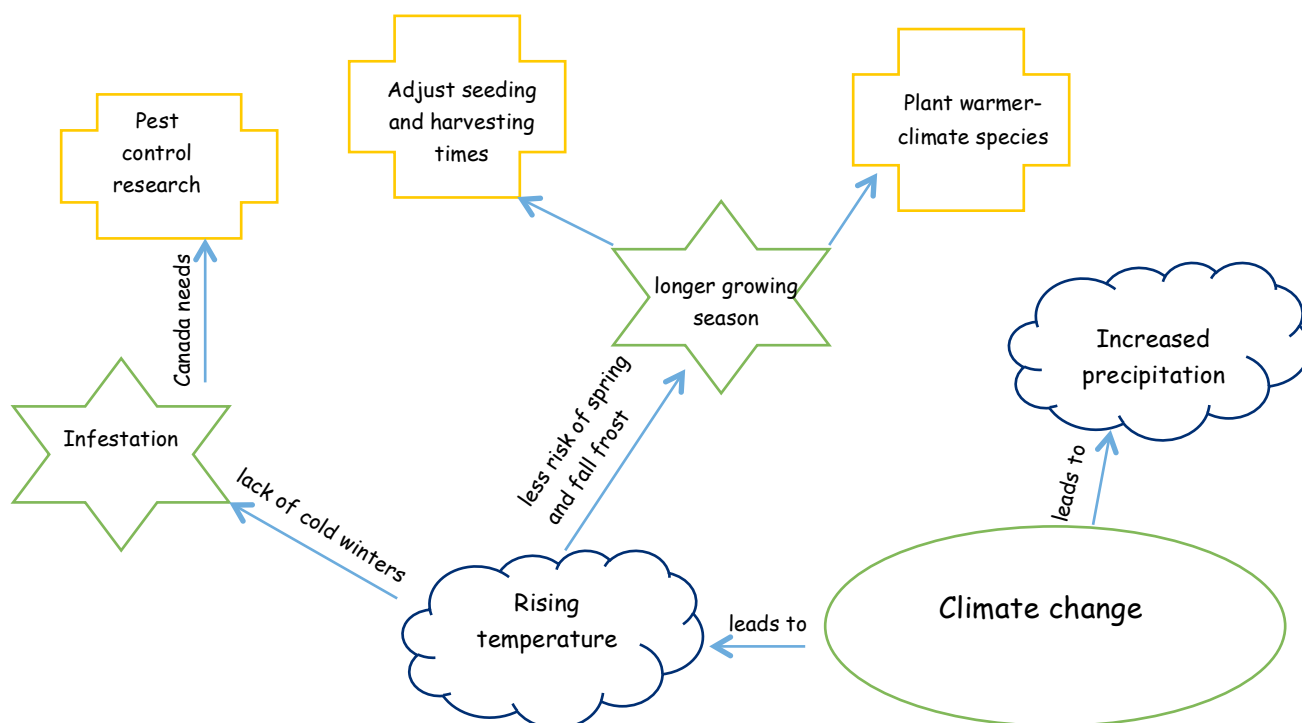 Adjust seeding
and harvesting
times
Plant warmer-
climate species
Pest
control
research
Canada needs
longer growing
season
Increased
precipitation
Infestation
less risk of spring
and fall frost
lack of cold winters
leads to
Rising
temperature
leads to
Climate change